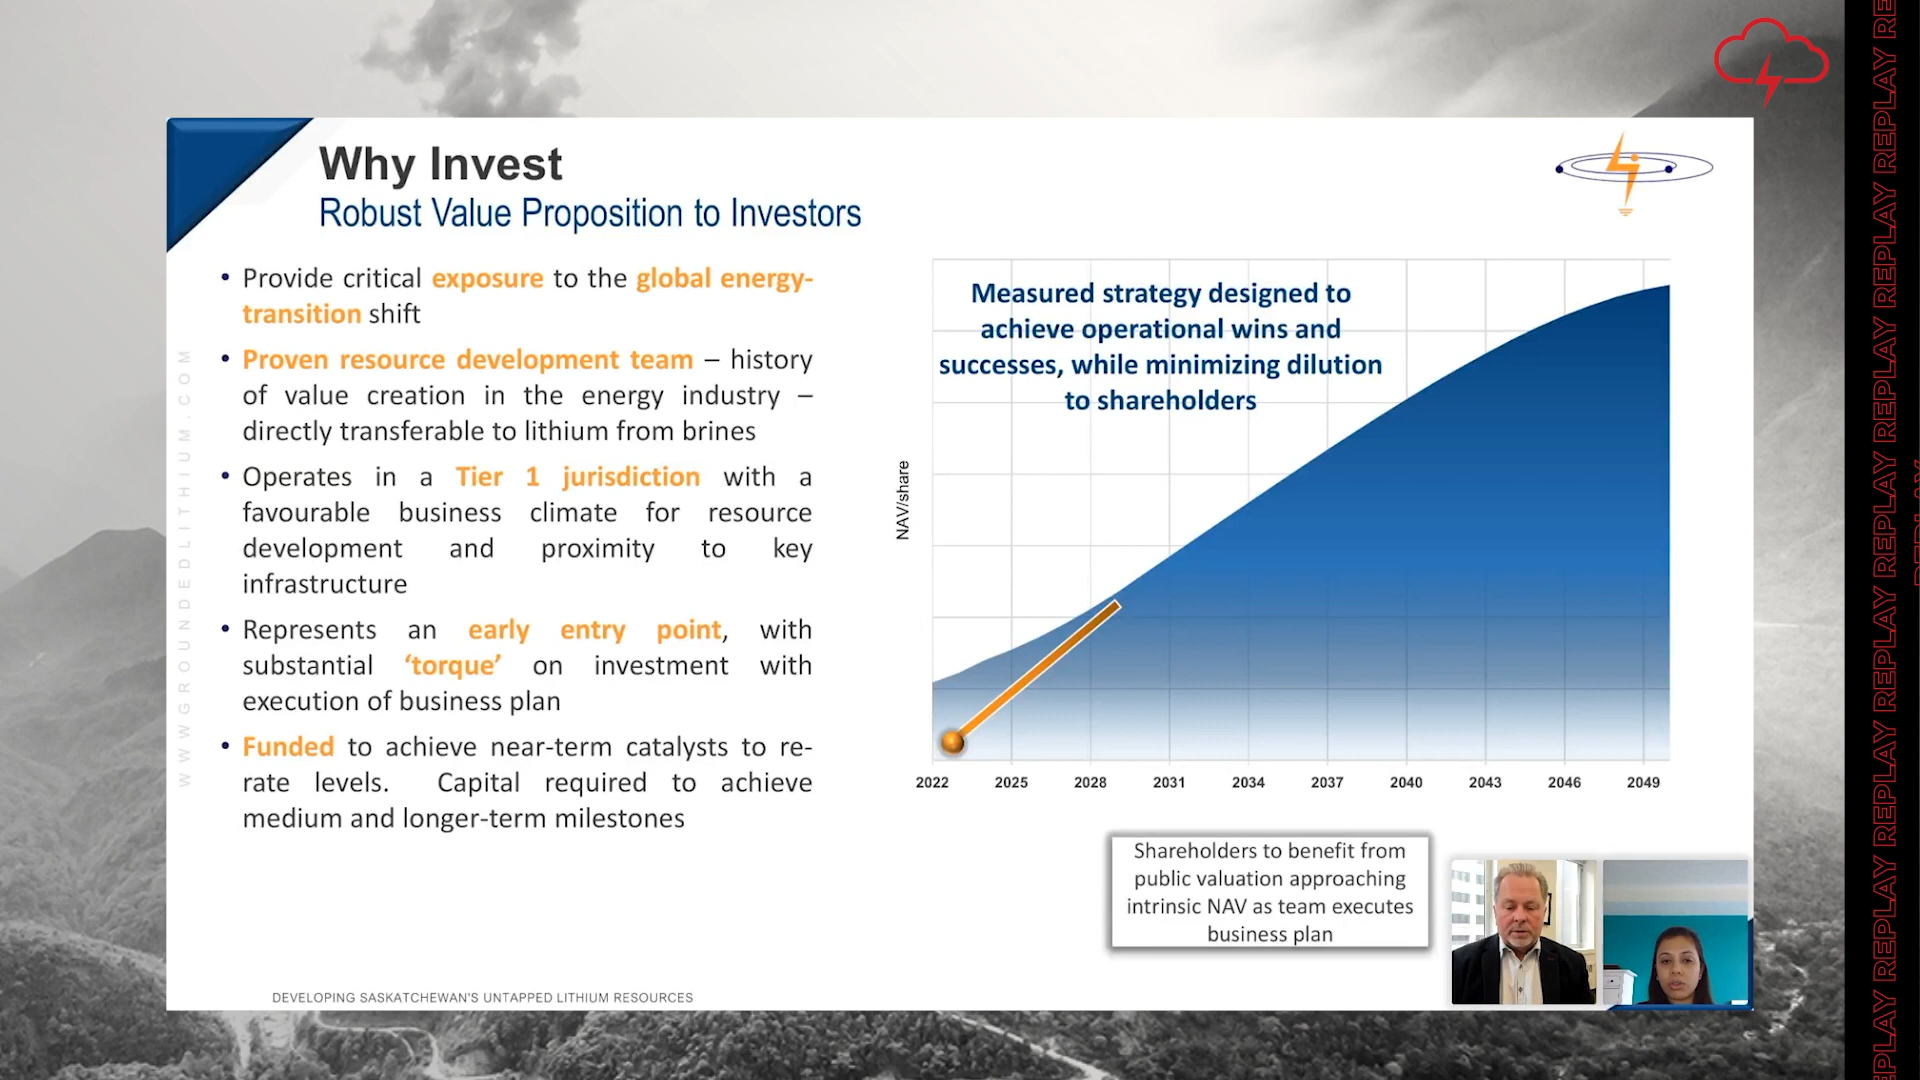 Why Invest
Robust Value Proposition to Investors
• Provide critical exposure to the global energy-
transition shift
• Proven resource development team – history
of value creation in the energy industry –
directly transferable to lithium from brines
• Operates in a Tier 1 jurisdiction with a
favourable business climate for resource
development and proximity to key
infrastructure
• Represents an early entry point, with
substantial ‘torque’ on investment with
execution of business plan
• Funded to achieve near-term catalysts to re-
rate levels. Capital required to achieve
medium and longer-term milestones
WWWGROUNDEDLITHIUM.COM
Measured strategy designed to
achieve operational wins and
successes, while minimizing dilution
to shareholders
NAV/share
2022 2025 2028 2031 2034 2037 2040 2043 2046 2049
Shareholders to benefit from
public valuation approaching
intrinsic NAV as team executes
business plan
DEVELOPING SASKATCHEWAN'S UNTAPPED LITHIUM RESOURCES
REPLAY REPLAY REPLAY REPLAY REPLAY REPLAY REPLAY REPLAY
REPLAY